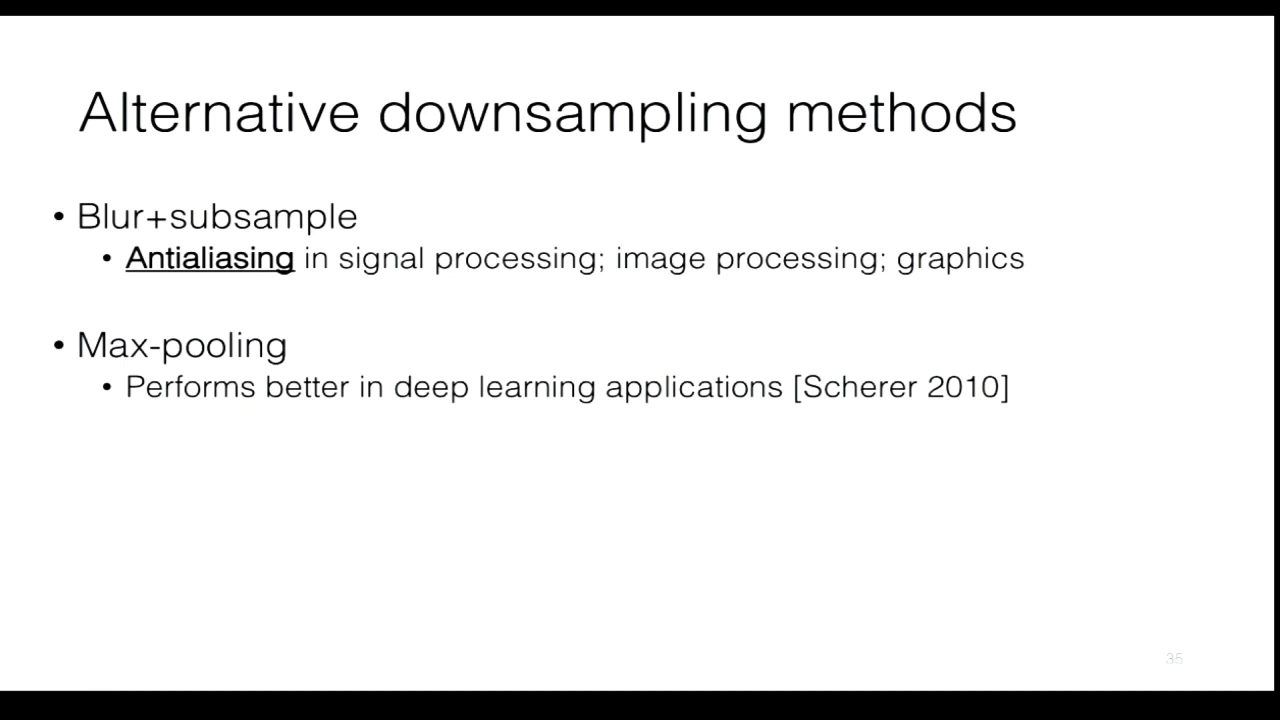 Alternative downsampling methods
• Blur+subsample
• Antialiasing in signal processing; image processing; graphics
• Max-pooling
• Performs better in deep learning applications [Scherer 2010]
35